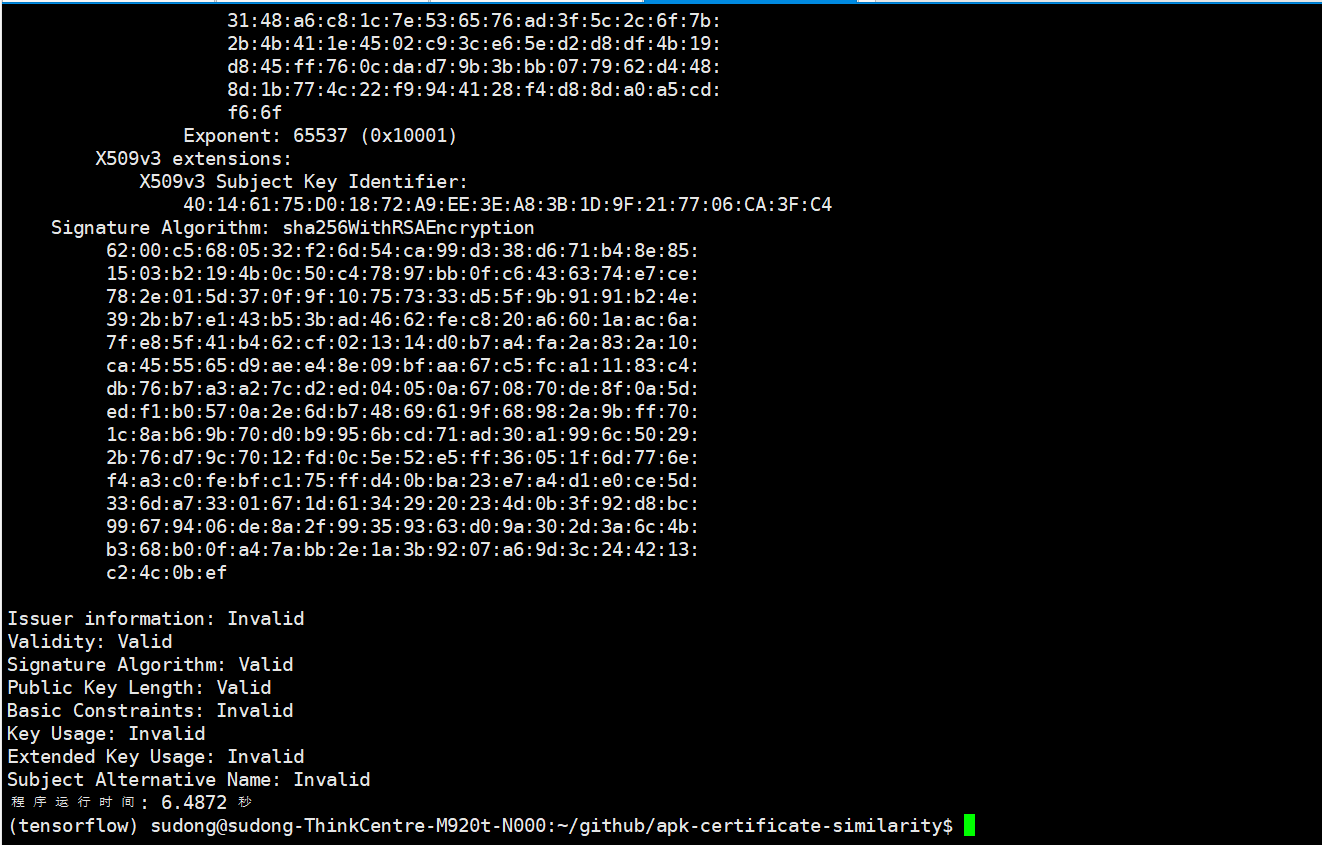 31:48:a6:c8:1c:7e:53:65:76:ad:3f:5c:2c:6f:7b:
2b:4b:41:1e:45:02:c9:3c:e6:5e:d2:d8:df:4b:19:
d8:45:ff:76:0c:da:d7:9b:3b:bb:07:79:62:d4:48:
8d:1b:77:4c:22:f9:94:41:28:f4:d8:8d:a0:a5:cd:
f6:6f
Exponent: 65537 (0x10001)
X509v3 extensions:
X509v3 Subject Key Identifier:
40:14:61:75:D0:18:72:A9:EE:3E:A8:3B:1D:9F:21:77:06:CA:3F:C4
Signature Algorithm: sha256WithRSAEncryption
62:00:c5:68:05:32:f2:6d:54:ca:99:d3:38:d6:71:b4:8e:85:
15:03:b2:19:4b:0c:50:c4:78:97:bb:0f:c6:43:63:74:e7:ce:
78:2e:01:5d:37:0f:9f:10:75:73:33:d5:5f:9b:91:91:b2:4e:
39:2b:b7:e1:43:b5:3b:ad:46:62:fe:c8:20:a6:60:1a:ac:6a:
7f:e8:5f:41:b4:62:cf:02:13:14:d0:b7:a4:fa:2a:83:2a:10:
ca:45:55:65:d9:ae:e4:8e:09:bf:aa:67:c5:fc:a1:11:83:c4:
db:76:b7:a3:a2:7c:d2:ed:04:05:0a:67:08:70:de:8f:0a:5d:
ed:f1:b0:57:0a:2e:6d:b7:48:69:61:9f:68:98:2a:9b:ff:70:
1c:8a:b6:9b:70:d0:b9:95:6b:cd:71:ad:30:a1:99:6c:50:29:
2b:76:d7:9c:70:12:fd:0c:5e:52:e5:ff:36:05:1f:6d:77:6e:
f4:a3:c0:fe:bf:c1:75:ff:d4:0b:ba:23:e7:a4:d1:e0:ce:5d:
33:6d:a7:33:01:67:1d:61:34:29:20:23:4d:0b:3f:92:d8:bc:
99:67:94:06:de:8a:2f:99:35:93:63:d0:9a:30:2d:3a:6c:4b:
b3:68:b0:0f:a4:7a:bb:2e:1a:3b:92:07:a6:9d:3c:24:42:13:
c2:4c:0b:ef
Issuer information: Invalid
Validity: Valid
Signature Algorithm: Valid
Public Key Length: Valid
Basic Constraints: Invalid
Key Usage: Invalid
Extended Key Usage: Invalid
Subject Alternative Name: Invalid
程序运行时间: 6.4872 秒
(tensorflow) sudong@sudong-ThinkCentre-M920t-N000:~/github/apk-certificate-similarity$